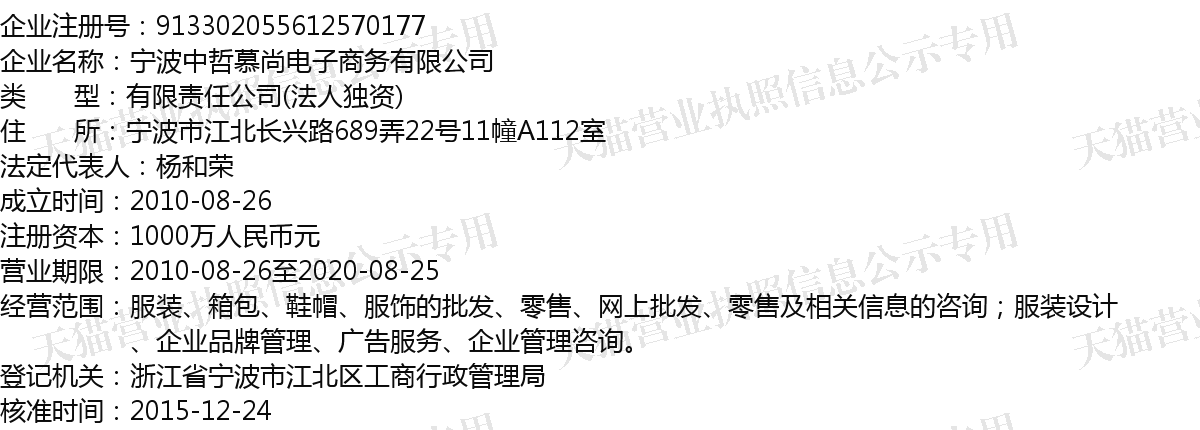 企业注册号：913302055612570177
企业名称：宁波中哲慕尚电子商务有限公司
类 型：有限责任公司(法人独资)
住 所：宁波市江北长兴路689弄22号11幢A112室
法定代表人：杨和荣
成立时间：2010-08-26
注册资本：1000万人民币元
营业期限：2010-08-26至2020-08-25
经营范围：服装、箱包、鞋帽、服饰的批发、零售、网上批发、零售及相关信息的咨询；服装设计
、企业品牌管理、广告服务、企业管理咨询。
登记机关：浙江省宁波市江北区工商行政管理局
核准时间：2015-12-24
天猫营业执照信息公示专用
天猫营业执照信息公示专用
天猫营业执照信息公示专用
天猫营业执照信息公示专用